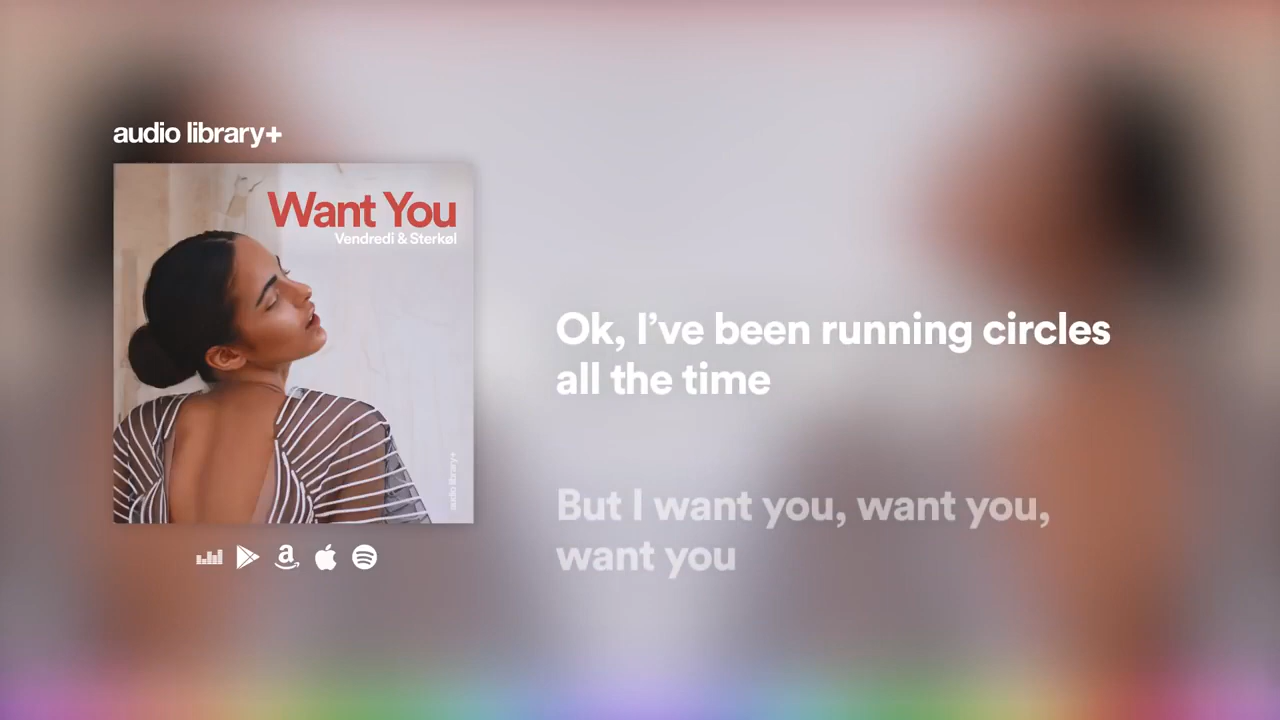 audio library+
Want You
Vendredi & Sterkøl
audio library+
Ok, I’ve been running circles
all the time
But I want you, want you,
want you